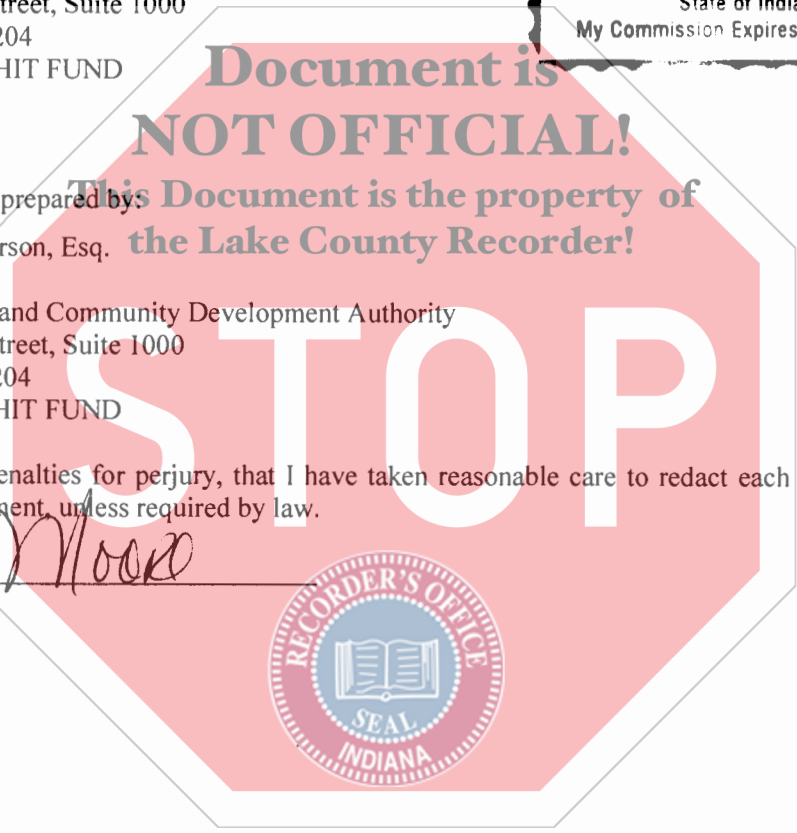 treet, Suite 1000
State of Indi
204
My Commission Expires
HIT FUND
Document is
NOT OFFICIAL!
This Document is the property of
the Lake County Recorder!
prepared by:
rson, Esq.
and Community Development Authority
treet, Suite 1000
204
HIT FUND
STOP
enalties for perjury, that I have taken reasonable care to redact each
ment, unless required by law.
Moore
RECORDER'S OFFICE
SEAL
INDIANA